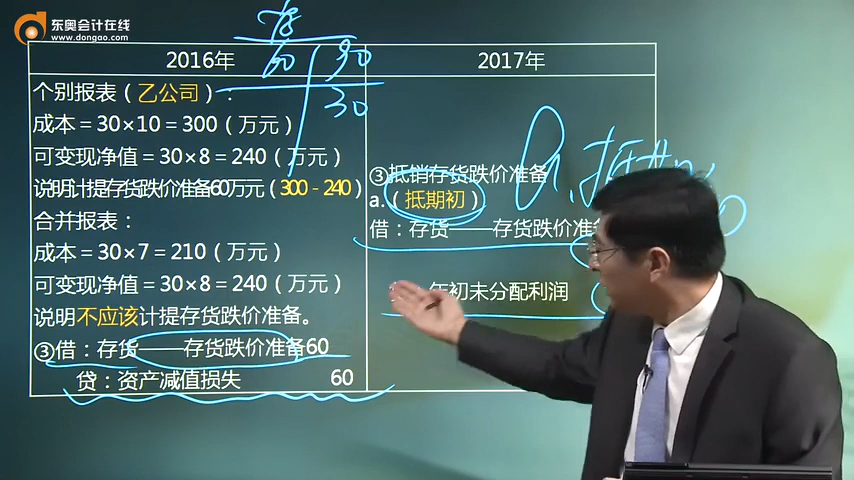 东奥会计在线
www.dongao.com
2016年
2017年
个别报表（乙公司）：
成本＝30×10＝300（万元）
可变现净值＝30×8＝240（万元）
说明计提存货跌价准备60万元（300－240）
合并报表：
成本＝30×7＝210（万元）
可变现净值＝30×8＝240（万元）
说明不应该计提存货跌价准备。
③借：存货——存货跌价准备60
贷：资产减值损失 60
60 90
30
③抵销存货跌价准备
a.（抵期初）
借：存货——存货跌价准备
年初未分配利润